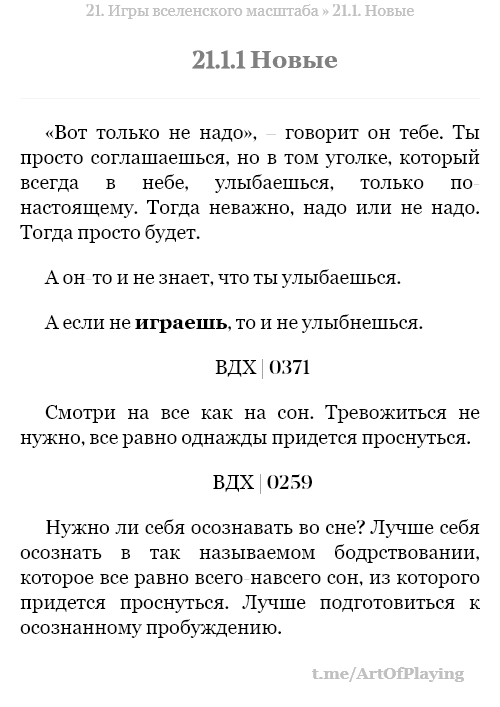 21. Игры вселенского масштаба » 21.1. Новые
21.1.1 Новые
«Вот только не надо», – говорит он тебе. Ты
просто соглашаешься, но в том уголке, который
всегда в небе, улыбаешься, только по-
настоящему. Тогда неважно, надо или не надо.
Тогда просто будет.
А он-то и не знает, что ты улыбаешься.
А если не играешь, то и не улыбнешься.
ВДХ | 0371
Смотри на все как на сон. Тревожиться не
нужно, все равно однажды придется проснуться.
ВДХ | 0259
Нужно ли себя осознавать во сне? Лучше себя
осознать в так называемом бодрствовании,
которое все равно всего-навсего сон, из которого
придется проснуться. Лучше подготовиться к
осознанному пробуждению.
t.me/ArtOfPlaying